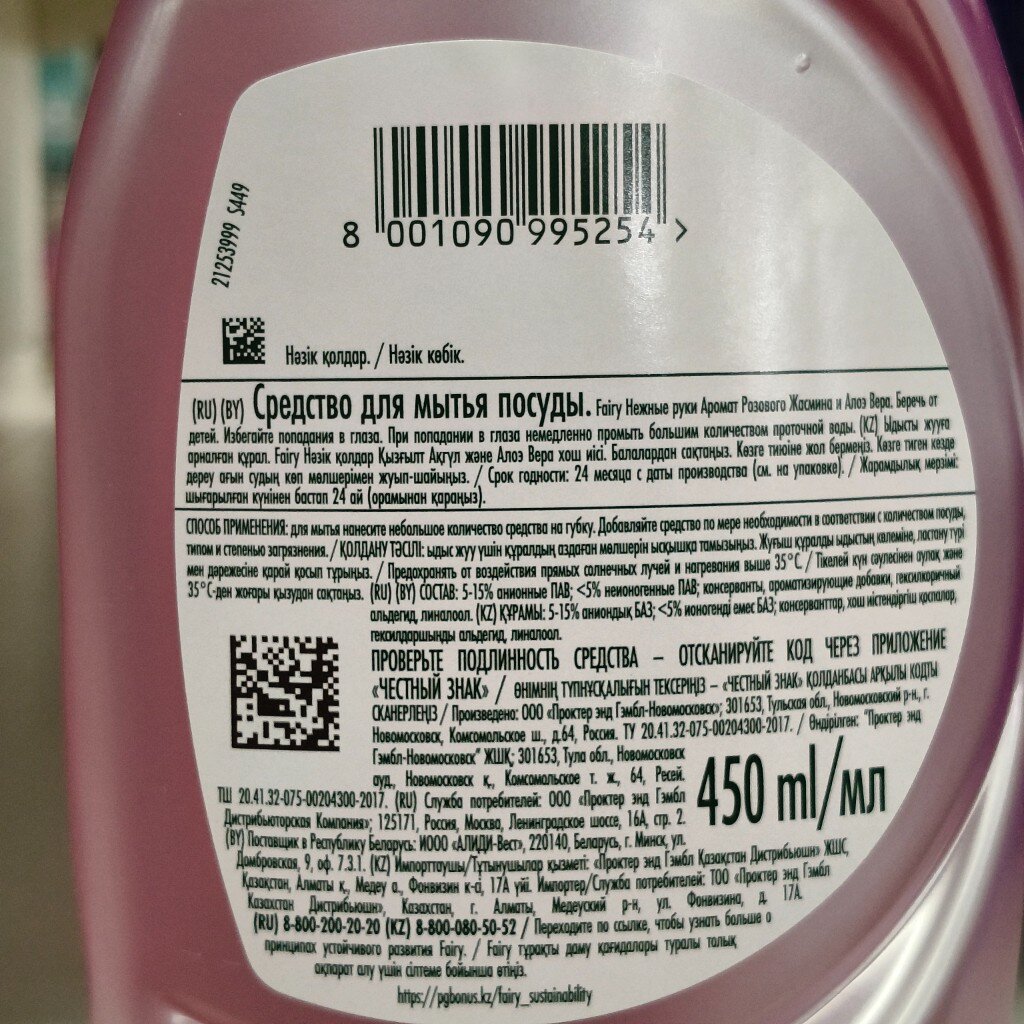 8 001090 995254 >
21253999 S449
Нәзік қолдар. / Нәзік көбік.
(RU) (BY) Средство для мытья посуды. Fairy Нежные руки Аромат Розового Жасмина и Алоэ Вера. Беречь от
детей. Избегайте попадания в глаза. При попадании в глаза немедленно промыть большим количеством проточной воды. (KZ) Ыдысты жууға
арналған құрал. Fairy Нәзік қолдар Қызғылт Ақгүл және Алоэ Вера хош иісі. Балалардан сақтаңыз. Көзге тиюіне жол бермеңіз. Көзге тиген кезде
дереу ағын судың көп мөлшерімен жуып-шайыңыз. / Срок годности: 24 месяца с даты производства (см. на упаковке). / Жарамдылық мерзімі:
шығарылған күнінен бастап 24 ай (орамынан қараңыз).
СПОСОБ ПРИМЕНЕНИЯ: для мытья нанесите небольшое количество средства на губку. Добавляйте средство по мере необходимости в соответствии с количеством посуды,
типом и степенью загрязнения. / ҚОЛДАНУ ТӘСІЛІ: ыдыс жуу үшін құралдың аздаған мөлшерін ысқышқа тамызыңыз. Жуғыш құралды ыдыстың көлеміне, ластану түрі
мен дәрежесіне қарай қосып тұрыңыз. / Предохранять от воздействия прямых солнечных лучей и нагревания выше 35°C / Тікелей күн сәулесінен аулақ және
35°C-ден жоғары қызудан сақтаңыз. (RU) (BY) СОСТАВ: 5-15% анионные ПАВ; <5% неионогенные ПАВ; консерванты, ароматизирующие добавки, гексилкоричный
альдегид, линалоол. (KZ) ҚҰРАМЫ: 5-15% аниондық БАЗ; <5% ионогенді емес БАЗ; консерванттар, хош иістендіргіш қоспалар,
гексилдаршынды альдегид, линалоол.
ПРОВЕРЬТЕ ПОДЛИННОСТЬ СРЕДСТВА – ОТСКАНИРУЙТЕ КОД ЧЕРЕЗ ПРИЛОЖЕНИЕ
«ЧЕСТНЫЙ ЗНАК» / ӨНІМНІҢ ТҮПНҰСҚАЛЫҒЫН ТЕКСЕРІҢІЗ – «ЧЕСТНЫЙ ЗНАК» ҚОЛДАНБАСЫ АРҚЫЛЫ КОДТЫ
СКАНЕРЛЕҢІЗ / Произведено: ООО «Проктер энд Гэмбл-Новомосковск»; 301653, Тульская обл., Новомосковский р-н., г.
Новомосковск, Комсомольское ш., д.64, Россия. ТУ 20.41.32-075-00204300-2017. / Өндірілген: "Проктер энд
Гэмбл-Новомосковск" ЖШҚ; 301653, Тула обл., Новомосковск
ауд., Новомосковск қ., Комсомольское т. ж., 64, Ресей.
450 ml/мл
ТШ 20.41.32-075-00204300-2017. (RU) Служба потребителей: ООО «Проктер энд Гэмбл
Дистрибьюторская Компания»; 125171, Россия, Москва, Ленинградское шоссе, 16А, стр. 2.
(BY) Поставщик в Республику Беларусь: ИООО «АЛИДИ-Вест», 220140, Беларусь, г. Минск, ул.
Домбровская, 9, оф. 7.3.1. (KZ) Импорттаушы/Тұтынушылар қызметі: «Проктер энд Гэмбл Қазақстан Дистрибьюшн» ЖШС,
Қазақстан, Алматы қ., Медеу а., Фонвизин к-сі, 17А үйі. Импортер/Служба потребителей: ТОО «Проктер энд Гэмбл
Казахстан Дистрибьюшн», Казахстан, г. Алматы, Медеуский р-н, ул. Фонвизина, д. 17А.
(RU) 8-800-200-20-20 (KZ) 8-800-080-50-52 / Переходите по ссылке, чтобы узнать больше о
принципах устойчивого развития Fairy. / Fairy тұрақты даму қағидалары туралы толық
ақпарат алу үшін сілтеме бойынша өтіңіз.
https://pgbonus.kz/fairy_sustainability